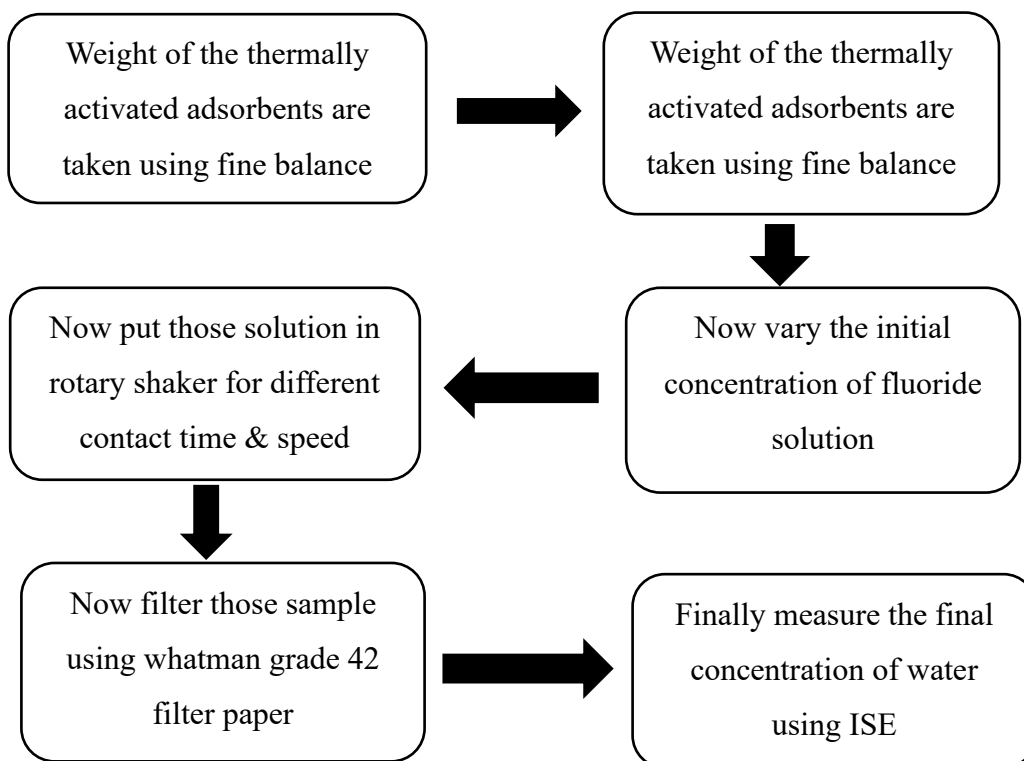 Weight of the thermally
activated adsorbents are
taken using fine balance
Weight of the thermally
activated adsorbents are
taken using fine balance
Now vary the initial
concentration of fluoride
solution
Now put those solution in
rotary shaker for different
contact time & speed
Now filter those sample
using whatman grade 42
filter paper
Finally measure the final
concentration of water
using ISE